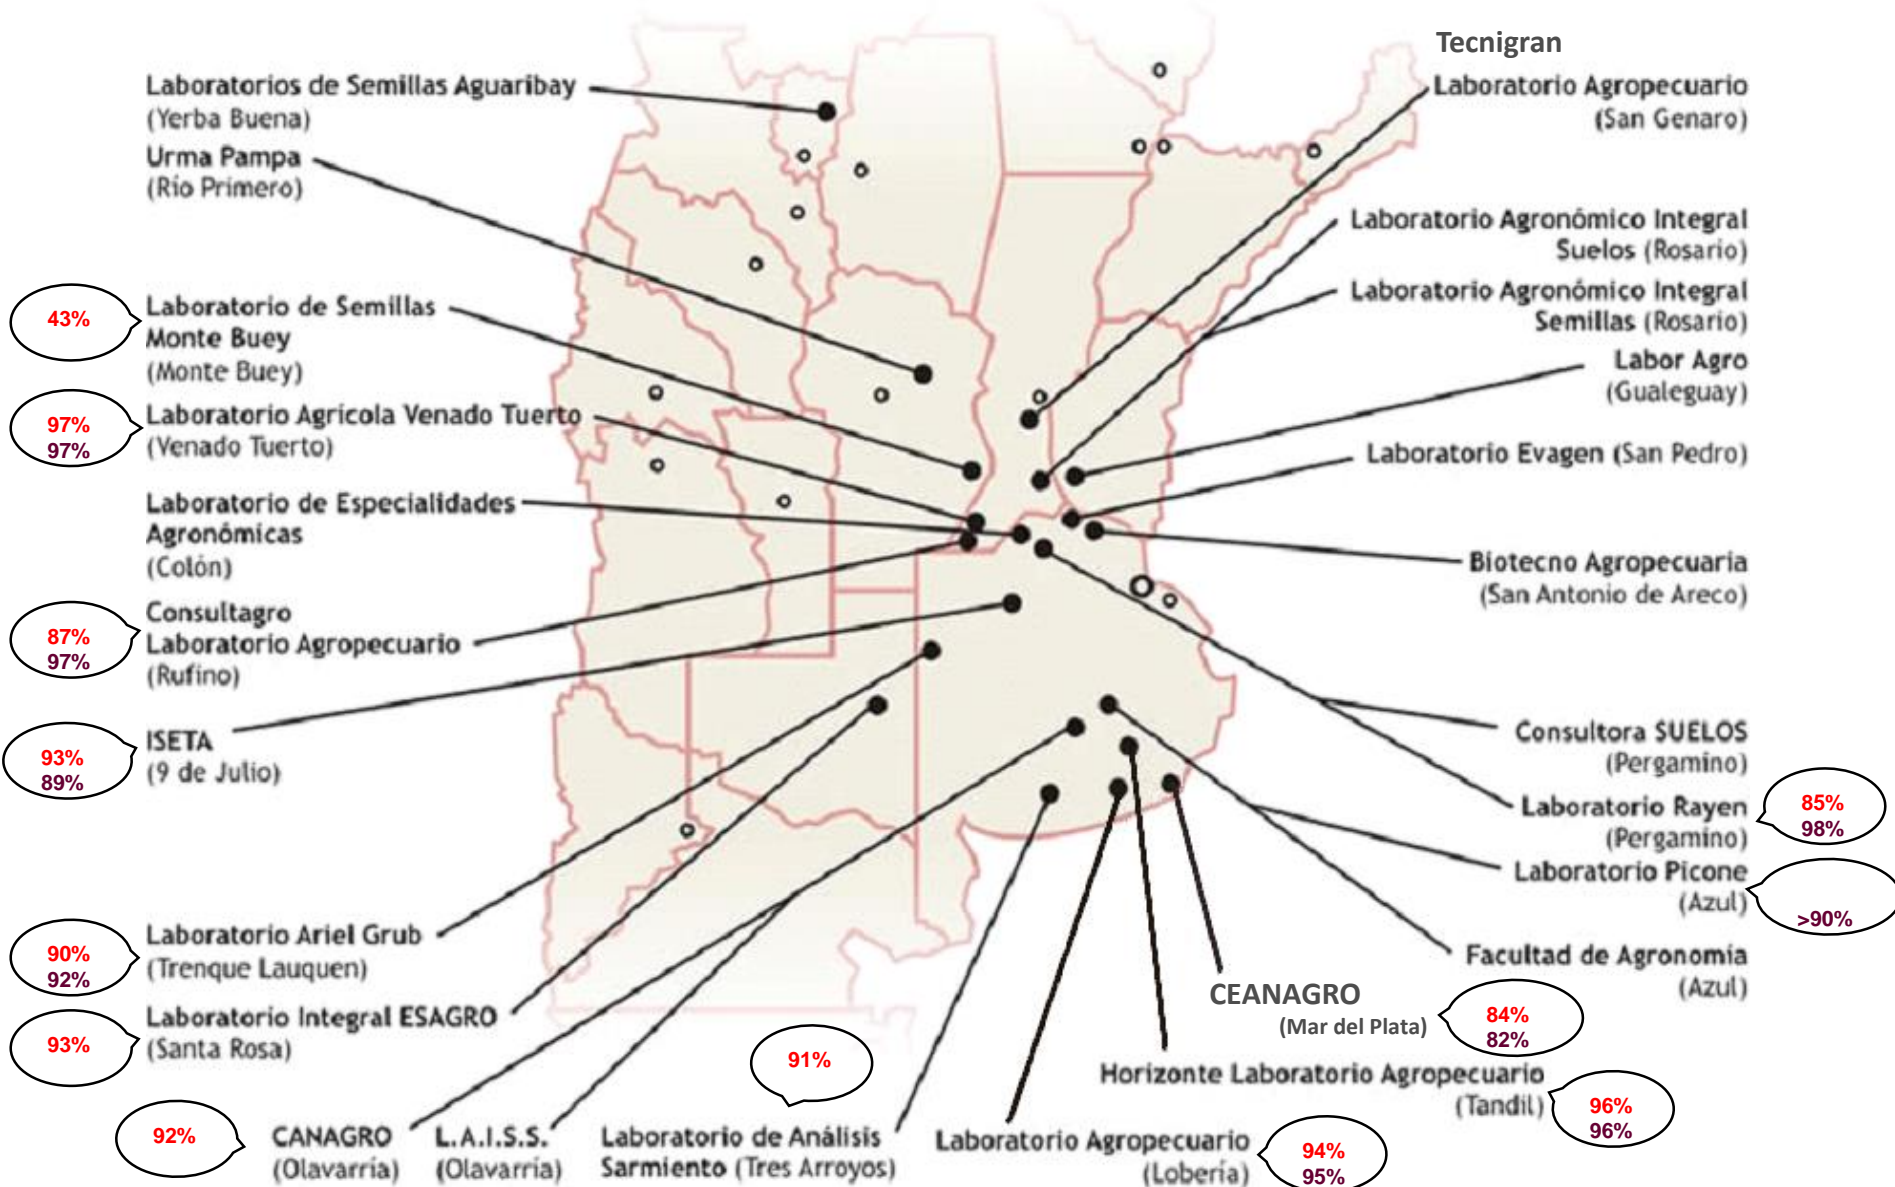 Laboratorios de Semillas Aguaribay
(Yerba Buena)
Urma Pampa
(Río Primero)
43%
Laboratorio de Semillas
Monte Buey
(Monte Buey)
97%
97%
Laboratorio Agrícola Venado Tuerto
(Venado Tuerto)
Laboratorio de Especialidades
Agronómicas
(Colón)
87%
97%
Consultagro
Laboratorio Agropecuario
(Rufino)
93%
89%
ISETA
(9 de Julio)
90%
92%
Laboratorio Ariel Grub
(Trenque Lauquen)
93%
Laboratorio Integral ESAGRO
(Santa Rosa)
92%
CANAGRO
(Olavarría)
L.A.I.S.S.
(Olavarría)
91%
Laboratorio de Análisis
Sarmiento (Tres Arroyos)
Laboratorio Agropecuario
(Lobería)
94%
95%
Horizonte Laboratorio Agropecuario
(Tandil)
96%
96%
CEANAGRO
(Mar del Plata)
84%
82%
Tecnigran
Laboratorio Agropecuario
(San Genaro)
Laboratorio Agronómico Integral
Suelos (Rosario)
Laboratorio Agronómico Integral
Semillas (Rosario)
Labor Agro
(Gualeguay)
Laboratorio Evagen (San Pedro)
Biotecno Agropecuaria
(San Antonio de Areco)
Consultora SUELOS
(Pergamino)
Laboratorio Rayen
(Pergamino)
85%
98%
Laboratorio Picone
(Azul)
>90%
Facultad de Agronomía
(Azul)